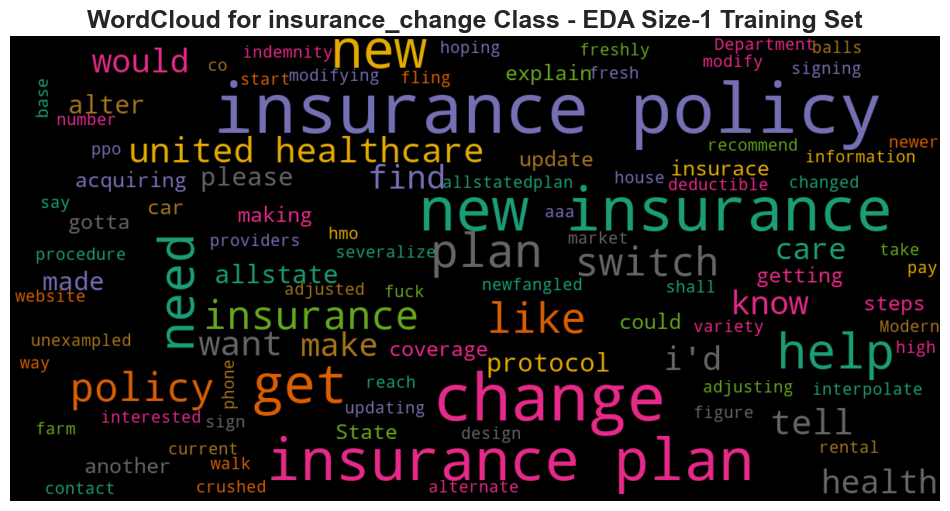 WordCloud for insurance_change Class - EDA Size-1 Training Set
would
indemnity
new
hoping
freshly
Department
balls
co
start
modifying
fling
explain
fresh
modify
signing
base
alter
number
insurance policy
ppo
united healthcare
update
recommend
newer
insurace
information
acquiring
please
find
allstatedplan
house
deductible
changed
say
car
making
new insurance
aaa
gotta
hmo
procedure
providers
severalize
plan
market
switch
care
take
need
made
allstate
adjusted
fuck
newfangled
shall
getting
pay
website
insurance
like
could
know
variety
steps
Modern
unexampled
want
make
coverage
protocol
i'd
help
high
way
policy
phone
get
reach
change
adjusting
interpolate
interested
sign
updating
figure
tell
farm
State
design
current
rental
another
walk
insurance plan
health
contact
crushed
alternate